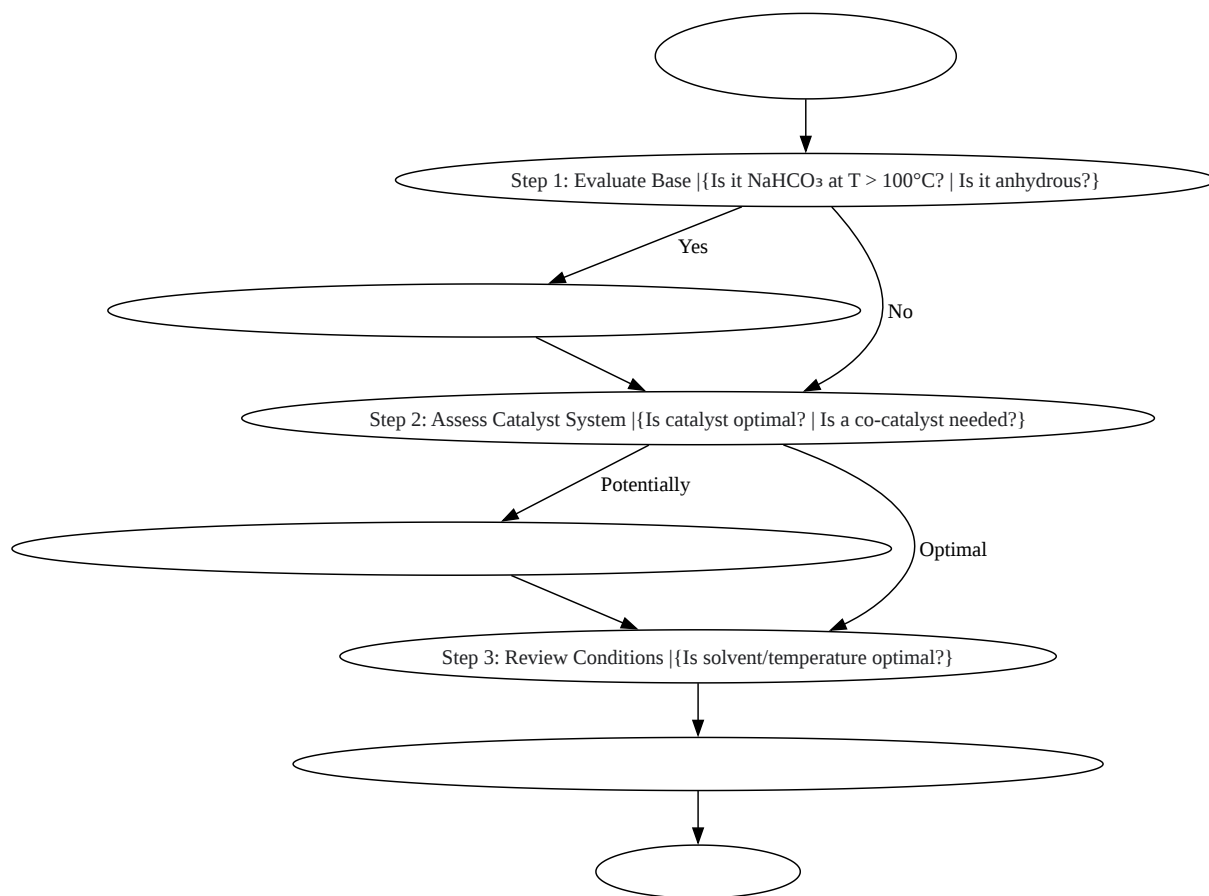 Step 1: Evaluate Base |{Is it NaHCO₃ at T > 100°C? | Is it anhydrous?}
Yes
No
Step 2: Assess Catalyst System |{Is catalyst optimal? | Is a co-catalyst needed?}
Potentially
Optimal
Step 3: Review Conditions |{Is solvent/temperature optimal?}